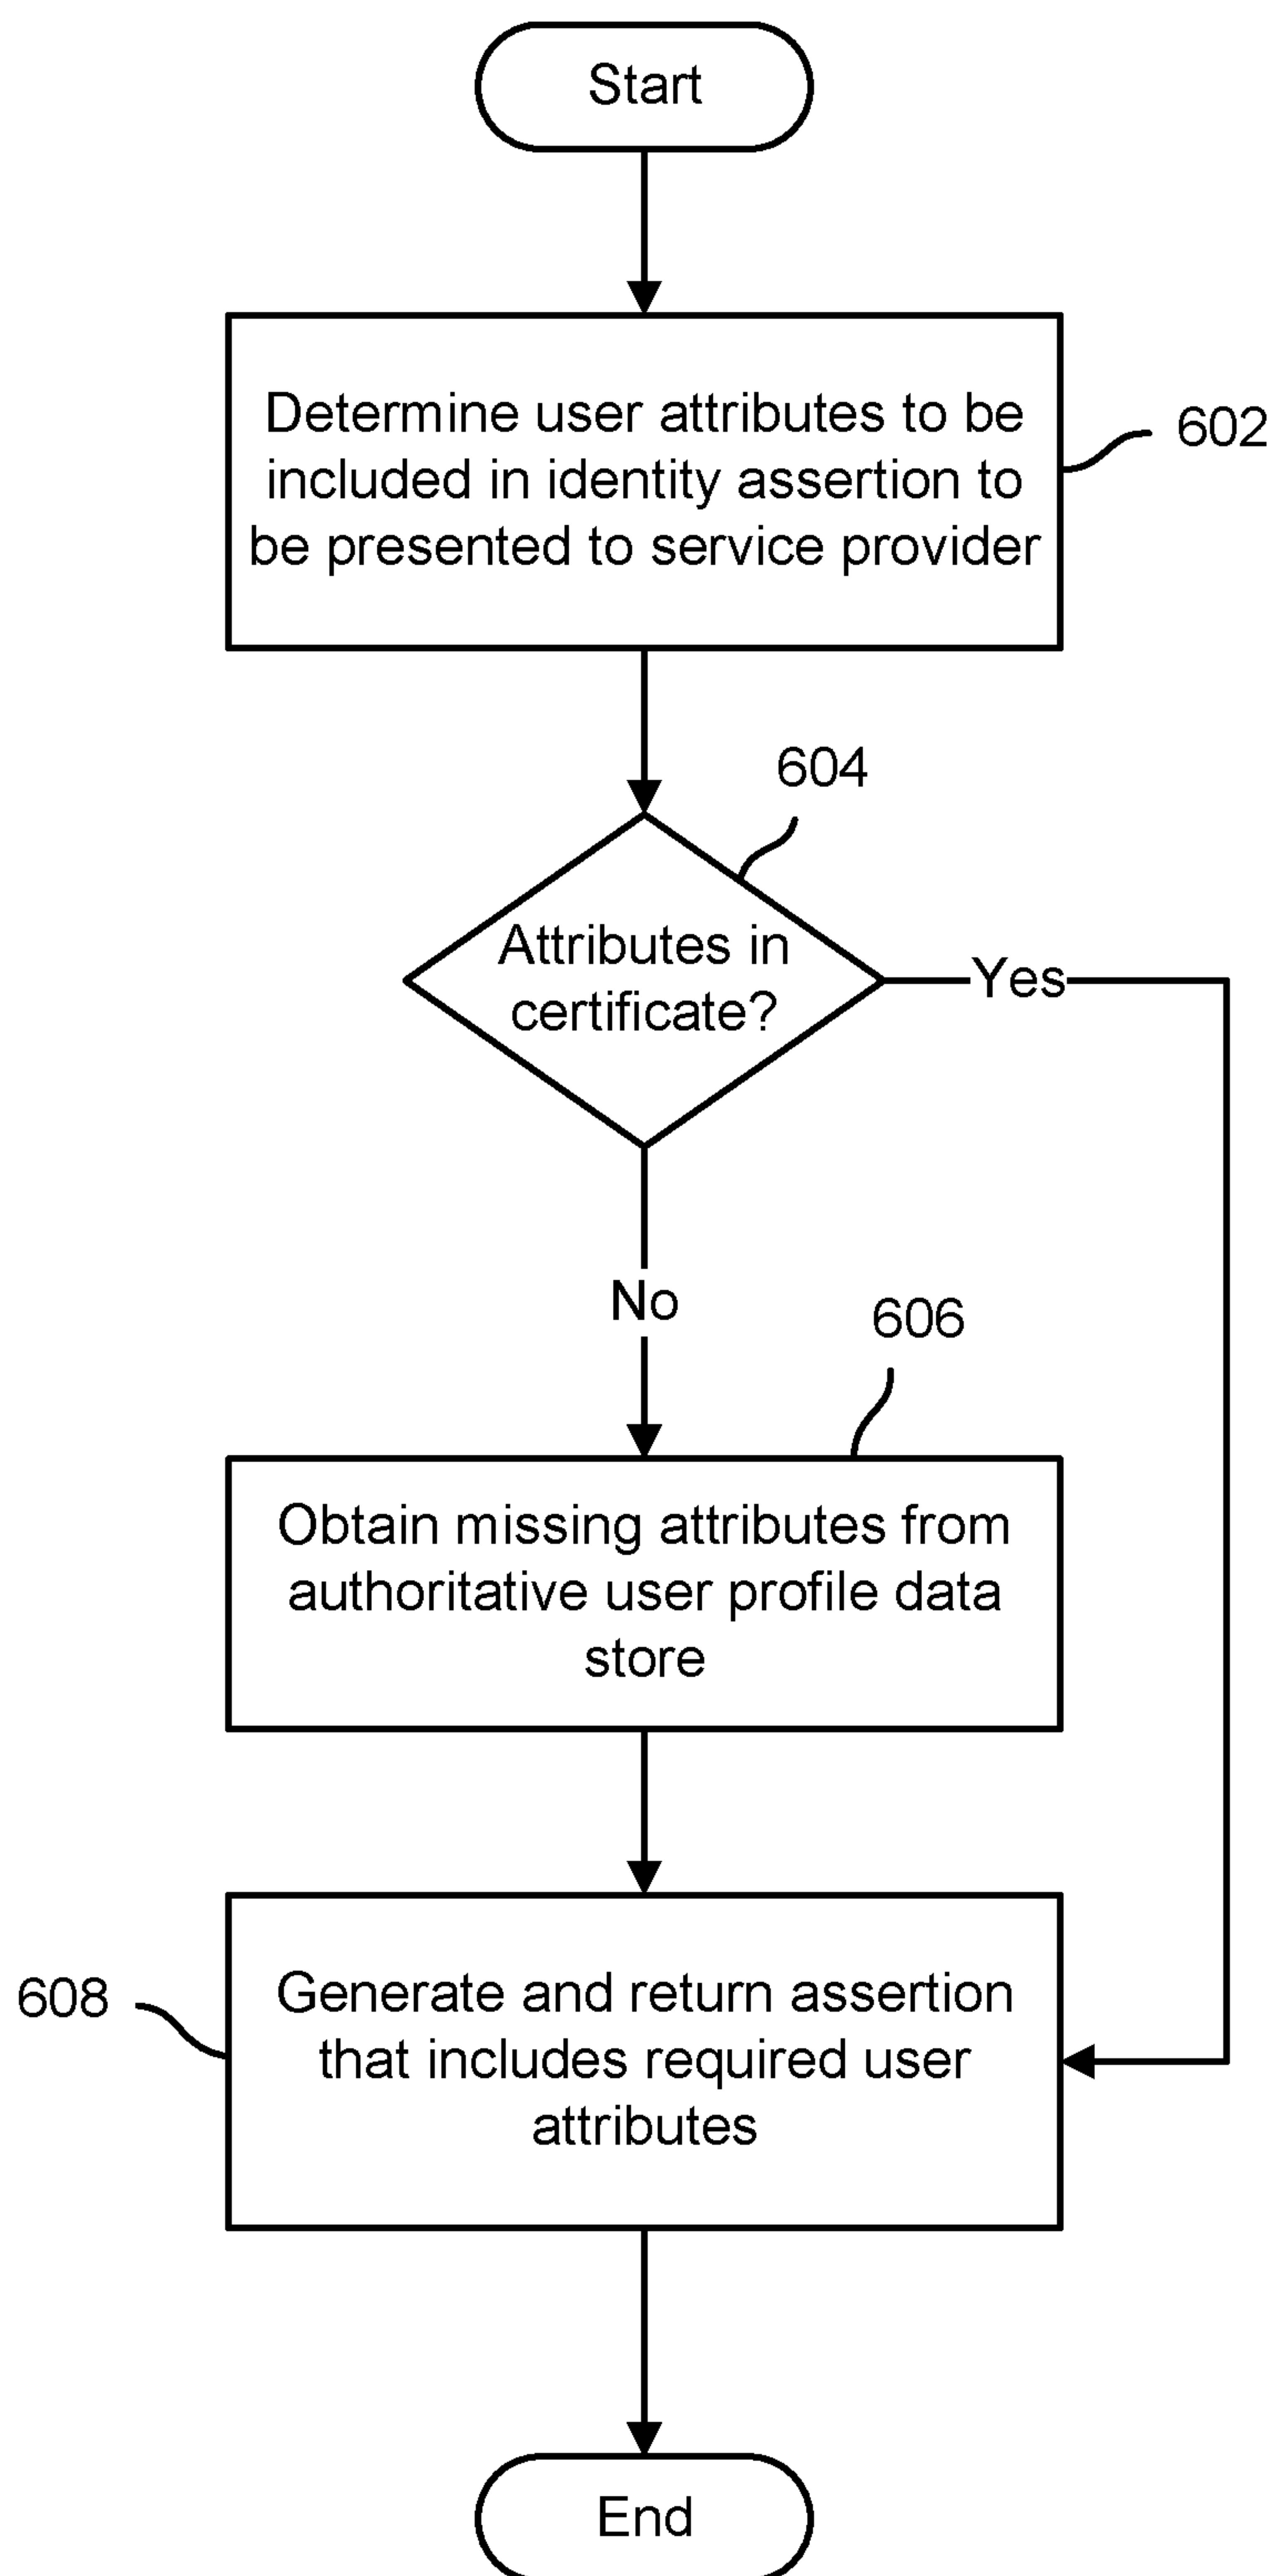 Start
Determine user attributes to be
included in identity assertion to
be presented to service provider
602
604
Attributes in
certificate?
Yes
No
606
Obtain missing attributes from
authoritative user profile data
store
608
Generate and return assertion
that includes required user
attributes
End